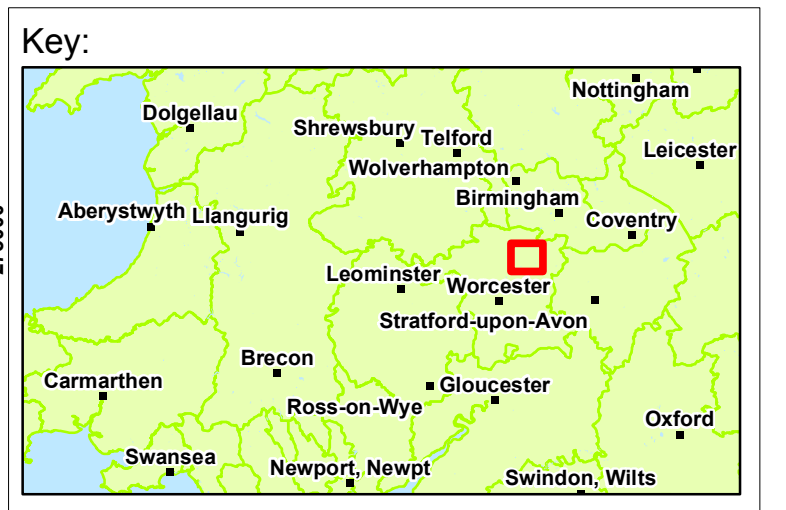 Key:
Nottingham
Dolgellau
Shrewsbury
Telford
Leicester
Wolverhampton
Birmingham
Aberystwyth
Llangurig
Coventry
Leominster
Worcester
Stratford-upon-Avon
Brecon
Carmarthen
Gloucester
Ross-on-Wye
Oxford
Swansea
Newport, Newpt
Swindon, Wilts